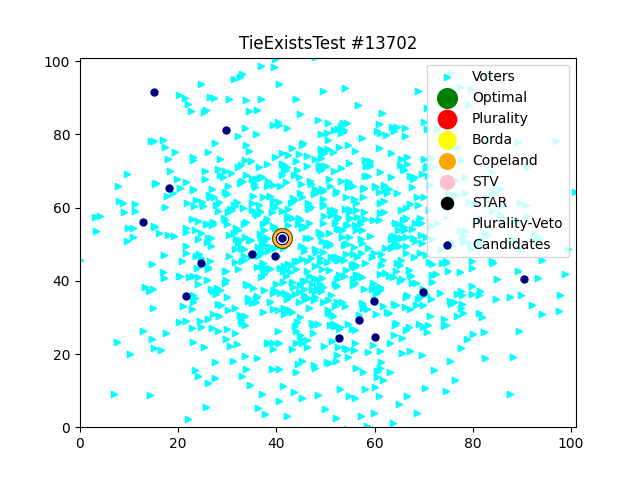 TieExistsTest #13702
100
80
60
40
20
0
0
20
40
60
80
100
Voters
Optimal
Plurality
Borda
Copeland
STV
STAR
Plurality-Veto
Candidates